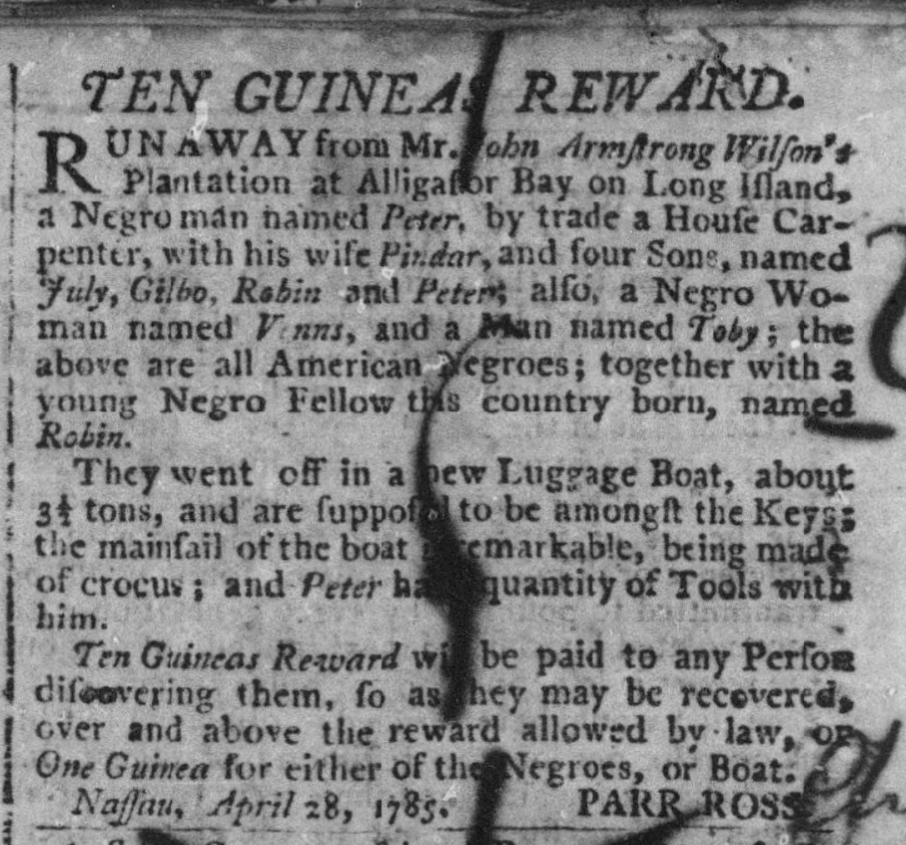 TEN GUINEAS REWARD.
RUNAWAY from Mr. John Armſtrong Wilſon's
Plantation at Alligator Bay on Long Iſland,
a Negro man named Peter, by trade a Houſe Car-
penter, with his wife Pindar, and four Sons, named
July, Gilbo, Robin and Peter; alſo, a Negro Wo-
man named Venns, and a Man named Toby; the
above are all American Negroes; together with a
young Negro Fellow this country born, named
Robin.
They went off in a new Luggage Boat, about
3½ tons, and are ſuppoſed to be amongſt the Keys;
the mainſail of the boat is remarkable, being made
of crocus; and Peter has quantity of Tools with
him.
Ten Guineas Reward will be paid to any Perſon
diſcovering them, ſo as they may be recovered,
over and above the reward allowed by law, or
One Guinea for either of the Negroes, or Boat.
Naſſau, April 28, 1785. PARR ROSS